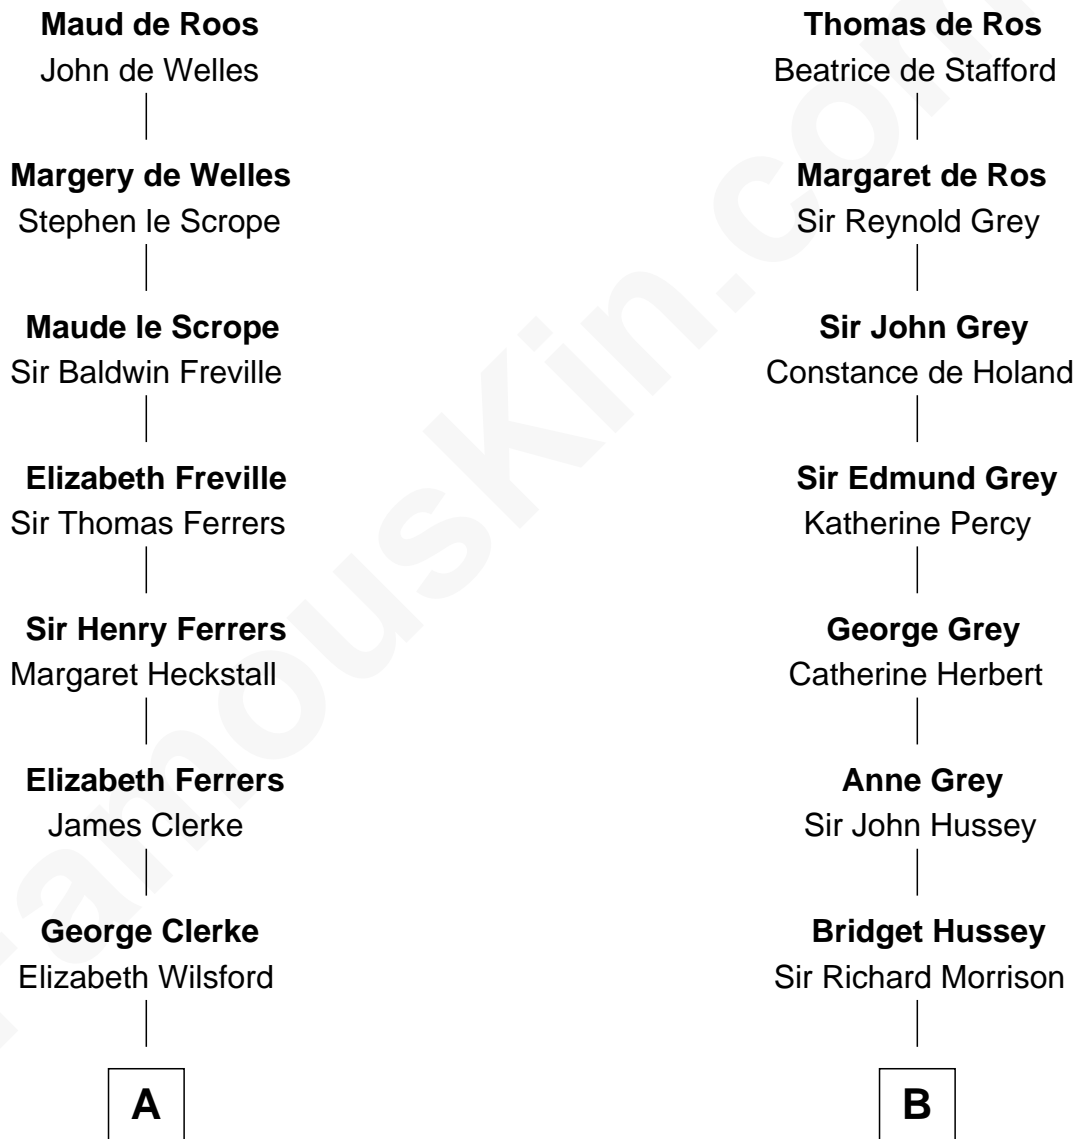 Maud de Roos
John de Welles
Margery de Welles
Stephen le Scrope
Maude le Scrope
Sir Baldwin Freville
Elizabeth Freville
Sir Thomas Ferrers
Sir Henry Ferrers
Margaret Heckstall
Elizabeth Ferrers
James Clerke
George Clerke
Elizabeth Wilsford
A
Thomas de Ros
Beatrice de Stafford
Margaret de Ros
Sir Reynold Grey
Sir John Grey
Constance de Holand
Sir Edmund Grey
Katherine Percy
George Grey
Catherine Herbert
Anne Grey
Sir John Hussey
Bridget Hussey
Sir Richard Morrison
B
FamousKin.com